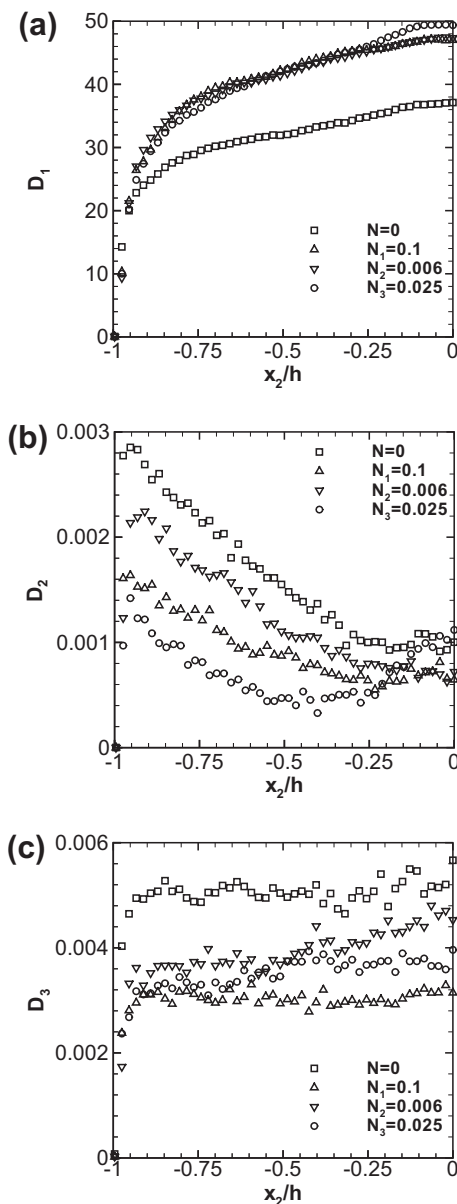 (a)
50
40
30
20
10
0
D₁
N=0
N₁=0.1
N₂=0.006
N₃=0.025
-1 -0.75 -0.5 -0.25 0
x₂/h
(b)
0.003
0.002
0.001
0
D₂
N=0
N₁=0.1
N₂=0.006
N₃=0.025
-1 -0.75 -0.5 -0.25 0
x₂/h
(c)
0.006
0.004
0.002
0
D₃
N=0
N₁=0.1
N₂=0.006
N₃=0.025
-1 -0.75 -0.5 -0.25 0
x₂/h